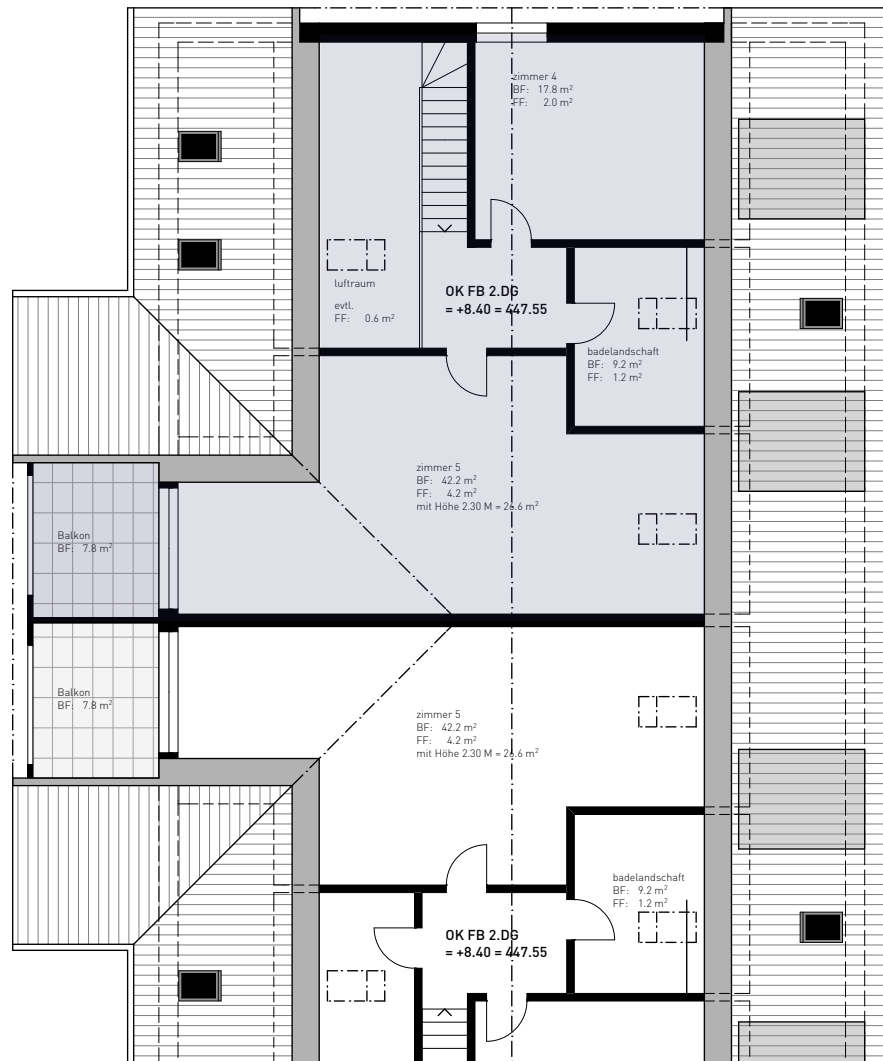 zimmer 4
BF: 17.8 m²
FF: 2.0 m²
luftraum
evtl.
FF: 0.6 m²
OK FB 2.DG
= +8.40 = 447.55
badelandschaft
BF: 9.2 m²
FF: 1.2 m²
zimmer 5
BF: 42.2 m²
FF: 4.2 m²
mit Höhe 2.30 M = 26.6 m²
Balkon
BF: 7.8 m²
Balkon
BF: 7.8 m²
zimmer 5
BF: 42.2 m²
FF: 4.2 m²
mit Höhe 2.30 M = 26.6 m²
badelandschaft
BF: 9.2 m²
FF: 1.2 m²
OK FB 2.DG
= +8.40 = 447.55